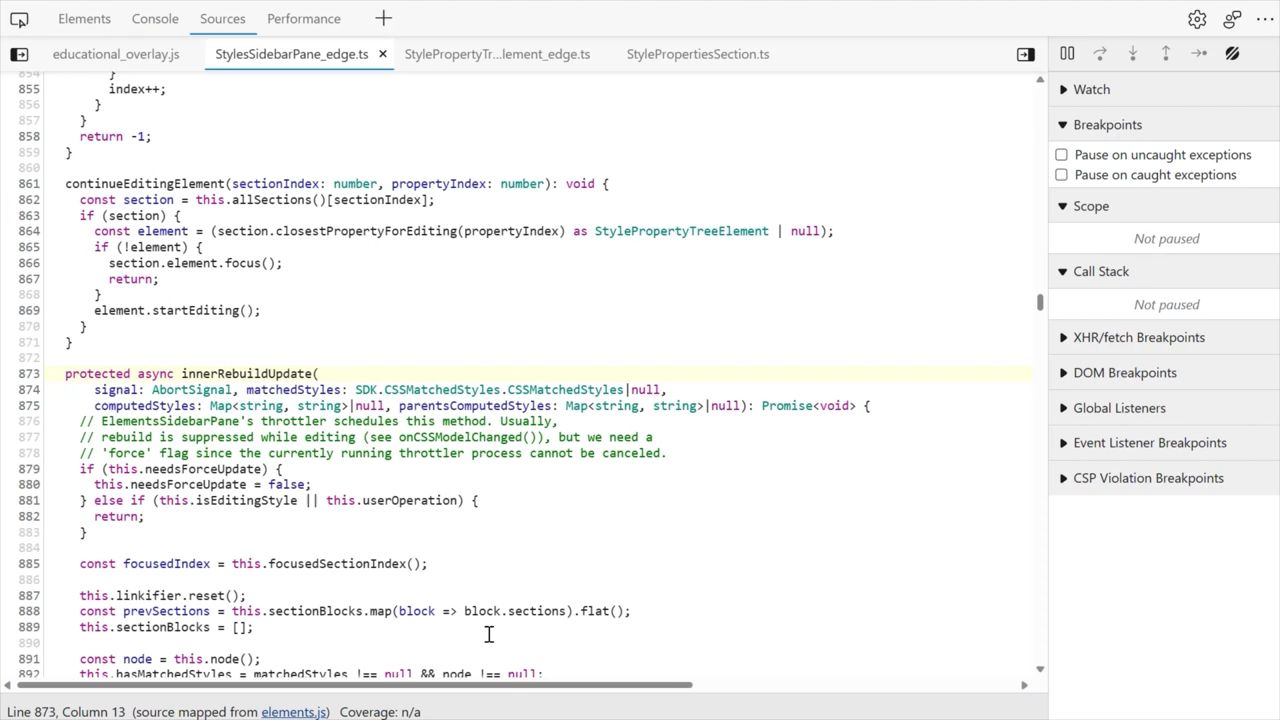 Elements Console Sources Performance
educational_overlay.js StylesSidebarPane_edge.ts × StylePropertyTr...lement_edge.ts StylePropertiesSection.ts
854 }
855 index++;
856 }
857 }
858 return -1;
859 }
860
861 continueEditingElement(sectionIndex: number, propertyIndex: number): void {
862 const section = this.allSections()[sectionIndex];
863 if (section) {
864 const element = (section.closestPropertyForEditing(propertyIndex) as StylePropertyTreeElement | null);
865 if (!element) {
866 section.element.focus();
867 return;
868 }
869 element.startEditing();
870 }
871 }
872
873 protected async innerRebuildUpdate(
874 signal: AbortSignal, matchedStyles: SDK.CSSMatchedStyles.CSSMatchedStyles|null,
875 computedStyles: Map<string, string>|null, parentsComputedStyles: Map<string, string>|null): Promise<void> {
876 // ElementsSidebarPane's throttler schedules this method. Usually,
877 // rebuild is suppressed while editing (see onCSSModelChanged()), but we need a
878 // 'force' flag since the currently running throttler process cannot be canceled.
879 if (this.needsForceUpdate) {
880 this.needsForceUpdate = false;
881 } else if (this.isEditingStyle || this.userOperation) {
882 return;
883 }
884
885 const focusedIndex = this.focusedSectionIndex();
886
887 this.linkifier.reset();
888 const prevSections = this.sectionBlocks.map(block => block.sections).flat();
889 this.sectionBlocks = [];
890
891 const node = this.node();
892 this.hasMatchedStyles = matchedStyles !== null && node !== null;
Line 873, Column 13 (source mapped from elements.js) Coverage: n/a
Watch
Breakpoints
Pause on uncaught exceptions
Pause on caught exceptions
Scope
Not paused
Call Stack
Not paused
XHR/fetch Breakpoints
DOM Breakpoints
Global Listeners
Event Listener Breakpoints
CSP Violation Breakpoints